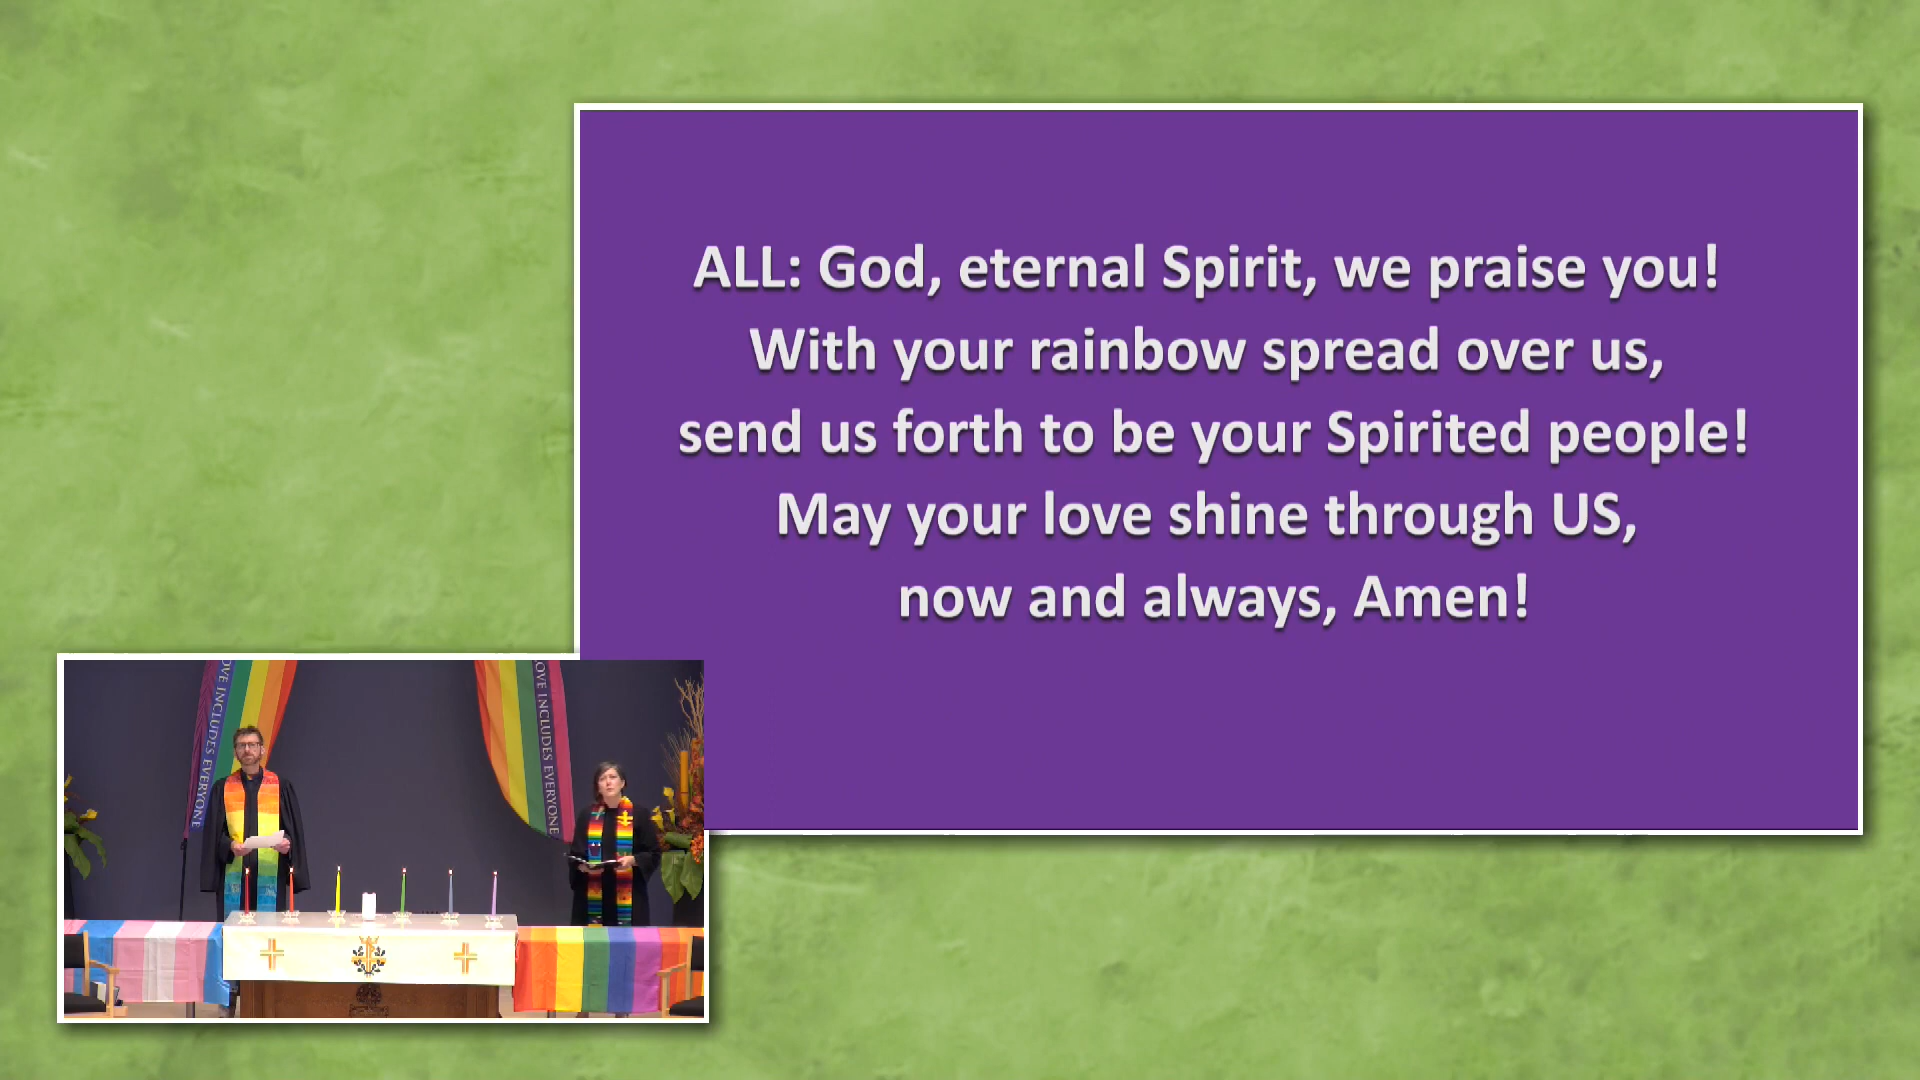 ALL: God, eternal Spirit, we praise you!
With your rainbow spread over us,
send us forth to be your Spirited people!
May your love shine through US,
now and always, Amen!
OVE INCLUDES EVERYONE
OVE INCLUDES EVERYONE